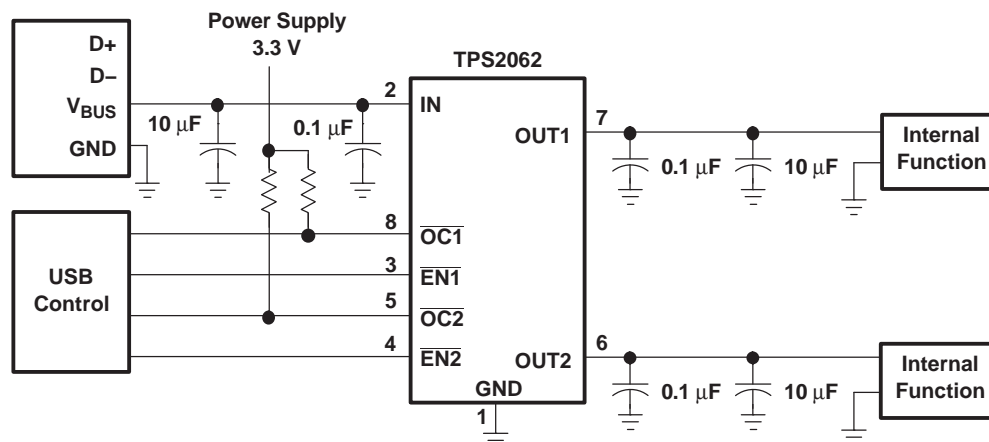 Power Supply
3.3 V
TPS2062
D+
D−
V_BUS
GND
10 µF
0.1 µF
2
IN
7
OUT1
0.1 µF
10 µF
Internal
Function
USB
Control
8
OC1
3
EN1
5
OC2
4
EN2
6
OUT2
GND
1
0.1 µF
10 µF
Internal
Function